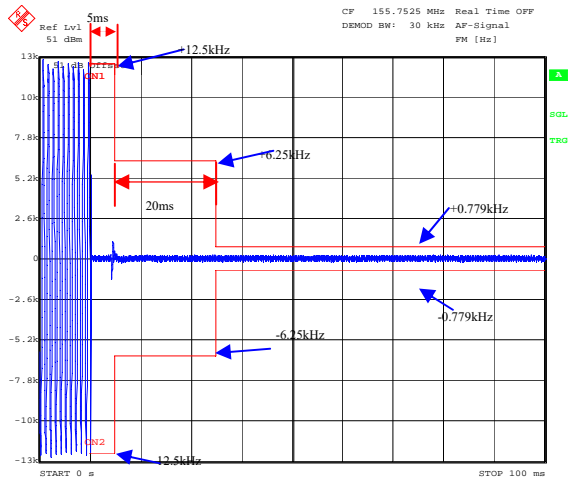 5ms
CF 155.7525 MHz Real Time OFF
Ref Lvl
DEMOD BW: 30 kHz AF-Signal
51 dBm
FM [Hz]
+12.5kHz
13k
51 dB offs
CN1
A
10k
SGL
7.8k
TRG
+6.25kHz
5.2k
20ms
+0.779kHz
2.6k
0
-2.6k
-0.779kHz
-5.2k
-6.25kHz
-7.8k
-10k
CN2
-13k
-12.5kHz
START 0 s
STOP 100 ms